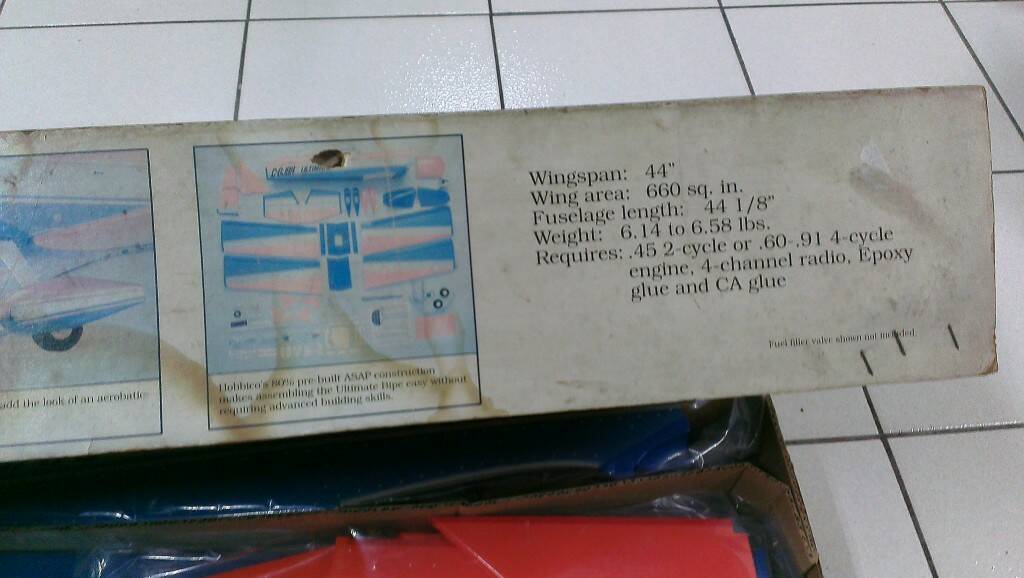 add the look of an aerobatic
ULTIMATE
Hobbico's 80% pre-built ASAP construction
makes assembling the Ultimate Bipe easy without
requiring advanced building skills.
Wingspan: 44"
Wing area: 660 sq. in.
Fuselage length: 44 1/8"
Weight: 6.14 to 6.58 lbs.
Requires: .45 2-cycle or .60-.91 4-cycle
engine, 4-channel radio, Epoxy
glue and CA glue
Fuel filler valve shown not included.